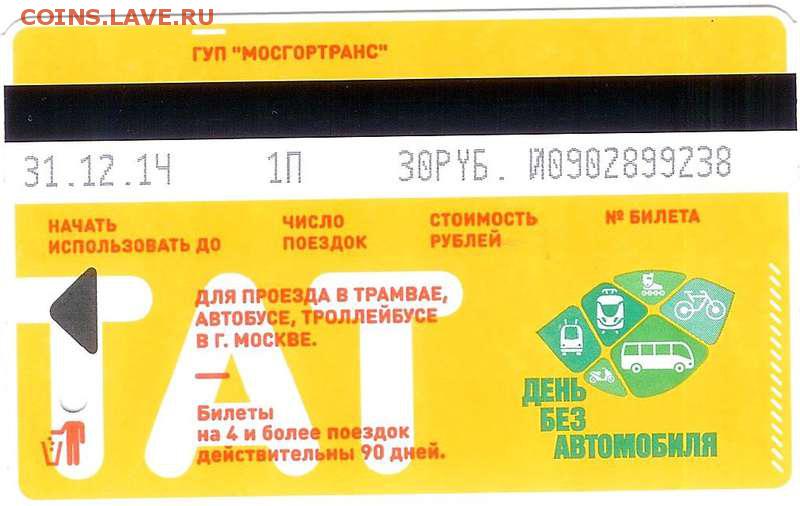 COINS.LAVE.RU
ГУП "МОСГОРТРАНС"
31.12.14 1П 30РУБ. №0902899238
НАЧАТЬ
ИСПОЛЬЗОВАТЬ ДО
ЧИСЛО
ПОЕЗДОК
СТОИМОСТЬ
РУБЛЕЙ
№ БИЛЕТА
ДЛЯ ПРОЕЗДА В ТРАМВАЕ,
АВТОБУСЕ, ТРОЛЛЕЙБУСЕ
В Г. МОСКВЕ.
Билеты
на 4 и более поездок
действительны 90 дней.
ТАТ
ДЕНЬ
БЕЗ
АВТОМОБИЛЯ